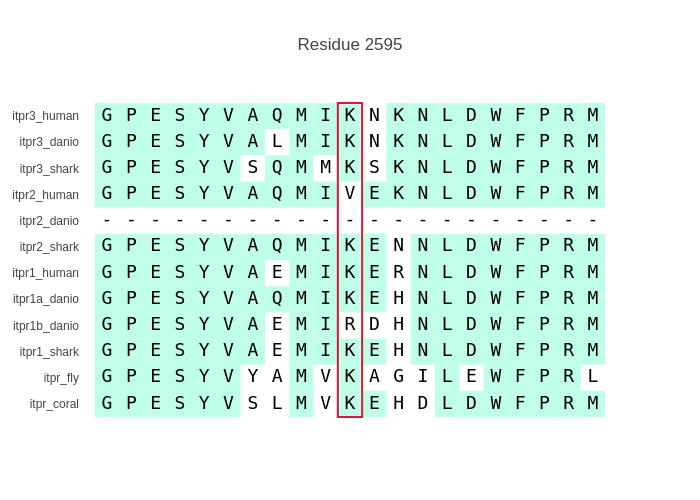 Residue 2595
itpr3_human G P E S Y V A Q M I K N K N L D W F P R M
itpr3_danio G P E S Y V A L M I K N K N L D W F P R M
itpr3_shark G P E S Y V S Q M M K S K N L D W F P R M
itpr2_human G P E S Y V A Q M I V E K N L D W F P R M
itpr2_danio - - - - - - - - - - - - - - - - - - - - -
itpr2_shark G P E S Y V A Q M I K E N N L D W F P R M
itpr1_human G P E S Y V A E M I K E R N L D W F P R M
itpr1a_danio G P E S Y V A Q M I K E H N L D W F P R M
itpr1b_danio G P E S Y V A E M I R D H N L D W F P R M
itpr1_shark G P E S Y V A E M I K E H N L D W F P R M
itpr_fly G P E S Y V Y A M V K A G I L E W F P R L
itpr_coral G P E S Y V S L M V K E H D L D W F P R M